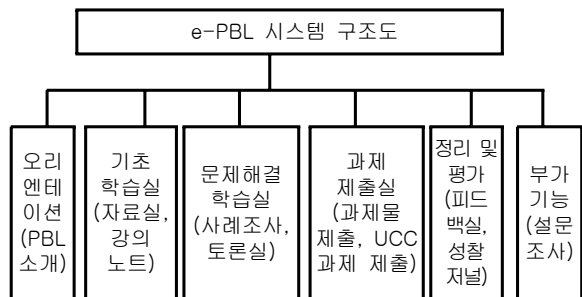 e-PBL 시스템 구조도
오리
엔테
이션
(PBL
소개)
기초
학습실
(자료실,
강의
노트)
문제해결
학습실
(사례조사,
토론실)
과제
제출실
(과제물
제출, UCC
과제 제출)
정리 및
평가
(피드
백실,
성찰
저널)
부가
기능
(설문
조사)